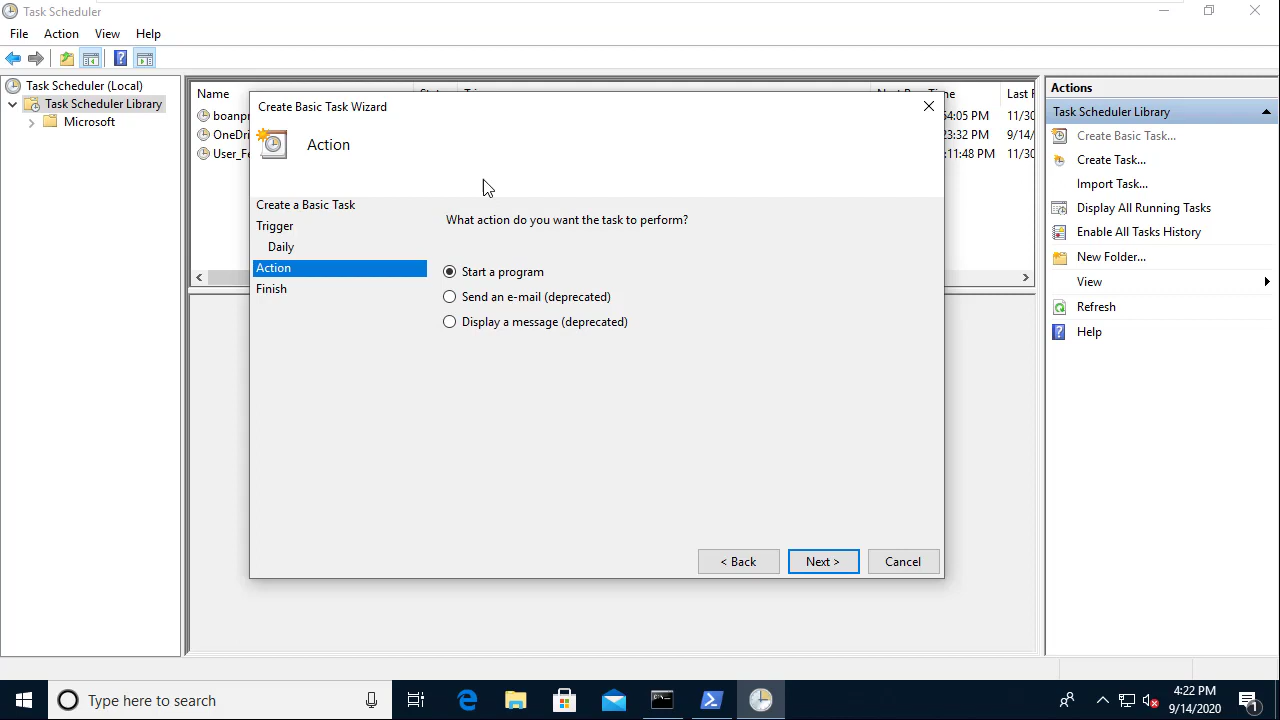 Task Scheduler
File Action View Help
Task Scheduler (Local)
Task Scheduler Library
Microsoft
Name
Time
Last
54:05 PM 11/30
23:32 PM 9/14/
:11:48 PM 11/30
Create Basic Task Wizard
Action
Create a Basic Task
Trigger
Daily
Action
Finish
What action do you want the task to perform?
Start a program
Send an e-mail (deprecated)
Display a message (deprecated)
< Back Next > Cancel
Actions
Task Scheduler Library
Create Basic Task...
Create Task...
Import Task...
Display All Running Tasks
Enable All Tasks History
New Folder...
View
Refresh
Help
Type here to search
4:22 PM
9/14/2020
1